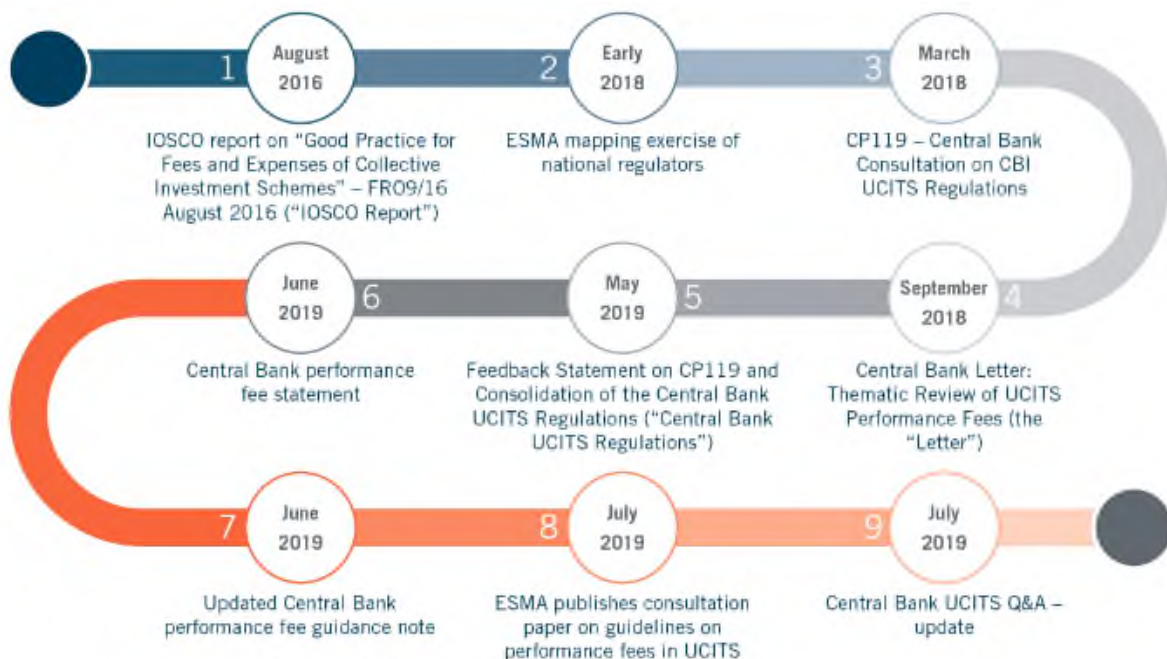 1
August
2016
IOSCO report on “Good Practice for
Fees and Expenses of Collective
Investment Schemes” – FRO9/16
August 2016 (“IOSCO Report”)
2
Early
2018
ESMA mapping exercise of
national regulators
3
March
2018
CP119 – Central Bank
Consultation on CBI
UCITS Regulations
4
September
2018
Central Bank Letter:
Thematic Review of UCITS
Performance Fees (the
“Letter”)
5
May
2019
Feedback Statement on CP119 and
Consolidation of the Central Bank
UCITS Regulations (“Central Bank
UCITS Regulations”)
6
June
2019
Central Bank performance
fee statement
7
June
2019
Updated Central Bank
performance fee guidance note
8
July
2019
ESMA publishes consultation
paper on guidelines on
performance fees in UCITS
9
July
2019
Central Bank UCITS Q&A –
update